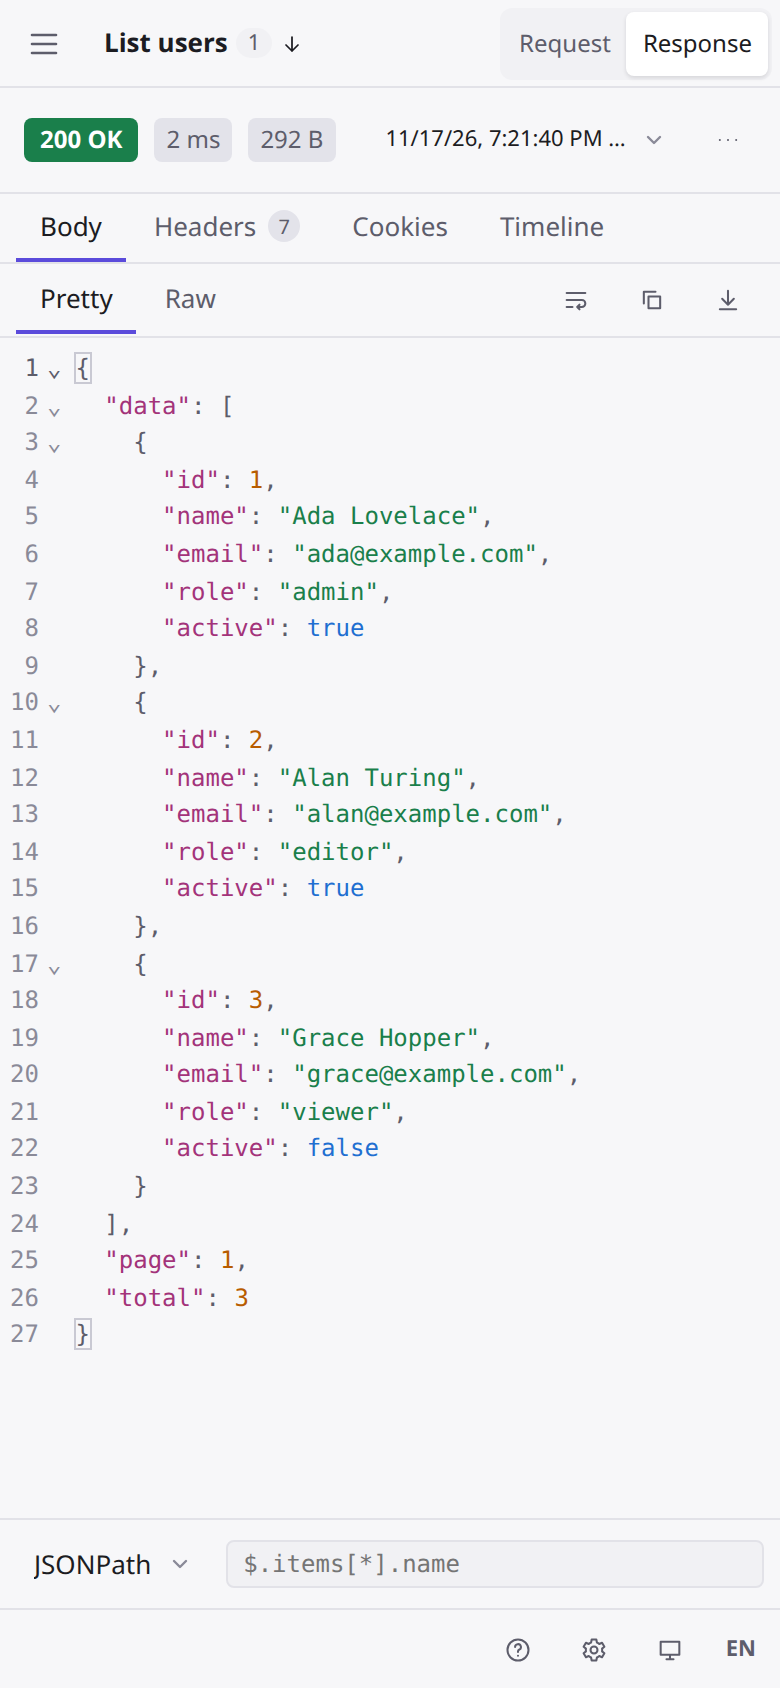 List users 1 ↓ Request Response
200 OK 2 ms 292 B 11/17/26, 7:21:40 PM ... ...
Body Headers 7 Cookies Timeline
Pretty Raw
1 {
2 "data": [
3 {
4 "id": 1,
5 "name": "Ada Lovelace",
6 "email": "ada@example.com",
7 "role": "admin",
8 "active": true
9 },
10 {
11 "id": 2,
12 "name": "Alan Turing",
13 "email": "alan@example.com",
14 "role": "editor",
15 "active": true
16 },
17 {
18 "id": 3,
19 "name": "Grace Hopper",
20 "email": "grace@example.com",
21 "role": "viewer",
22 "active": false
23 }
24 ],
25 "page": 1,
26 "total": 3
27 }
JSONPath $.items[*].name
EN